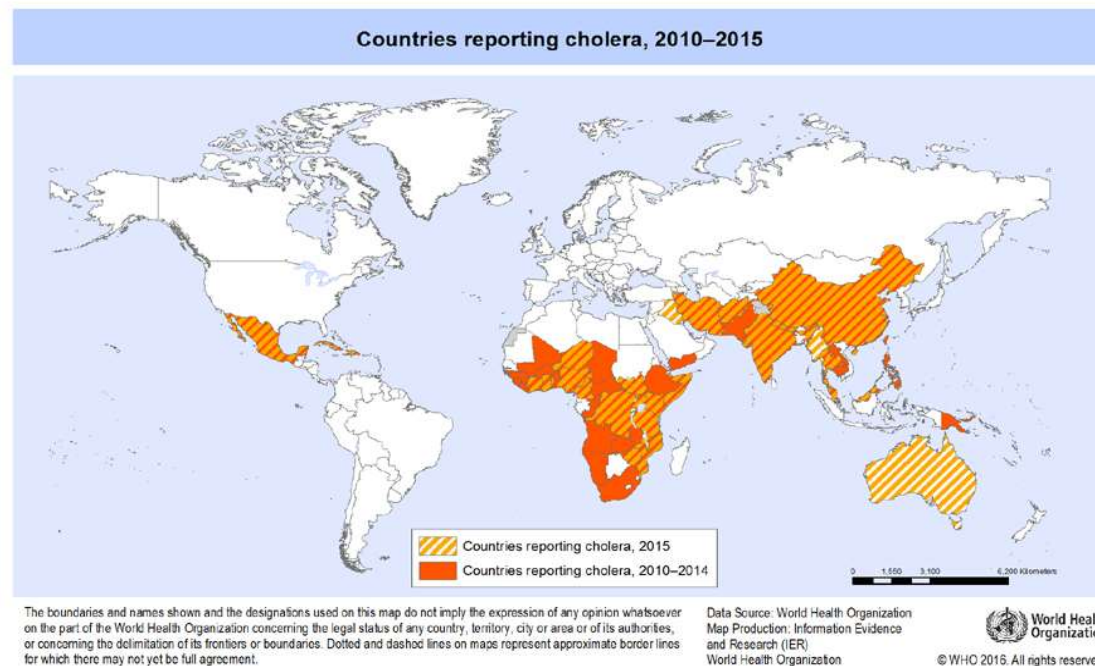 Countries reporting cholera, 2010–2015
Countries reporting cholera, 2015
Countries reporting cholera, 2010–2014
0 1,550 3,100 6,200 Kilometers
The boundaries and names shown and the designations used on this map do not imply the expression of any opinion whatsoever
on the part of the World Health Organization concerning the legal status of any country, territory, city or area or of its authorities,
or concerning the delimitation of its frontiers or boundaries. Dotted and dashed lines on maps represent approximate border lines
for which there may not yet be full agreement.
Data Source: World Health Organization
Map Production: Information Evidence
and Research (IER)
World Health Organization
World Heal
Organizatio
© WHO 2016. All rights reserve